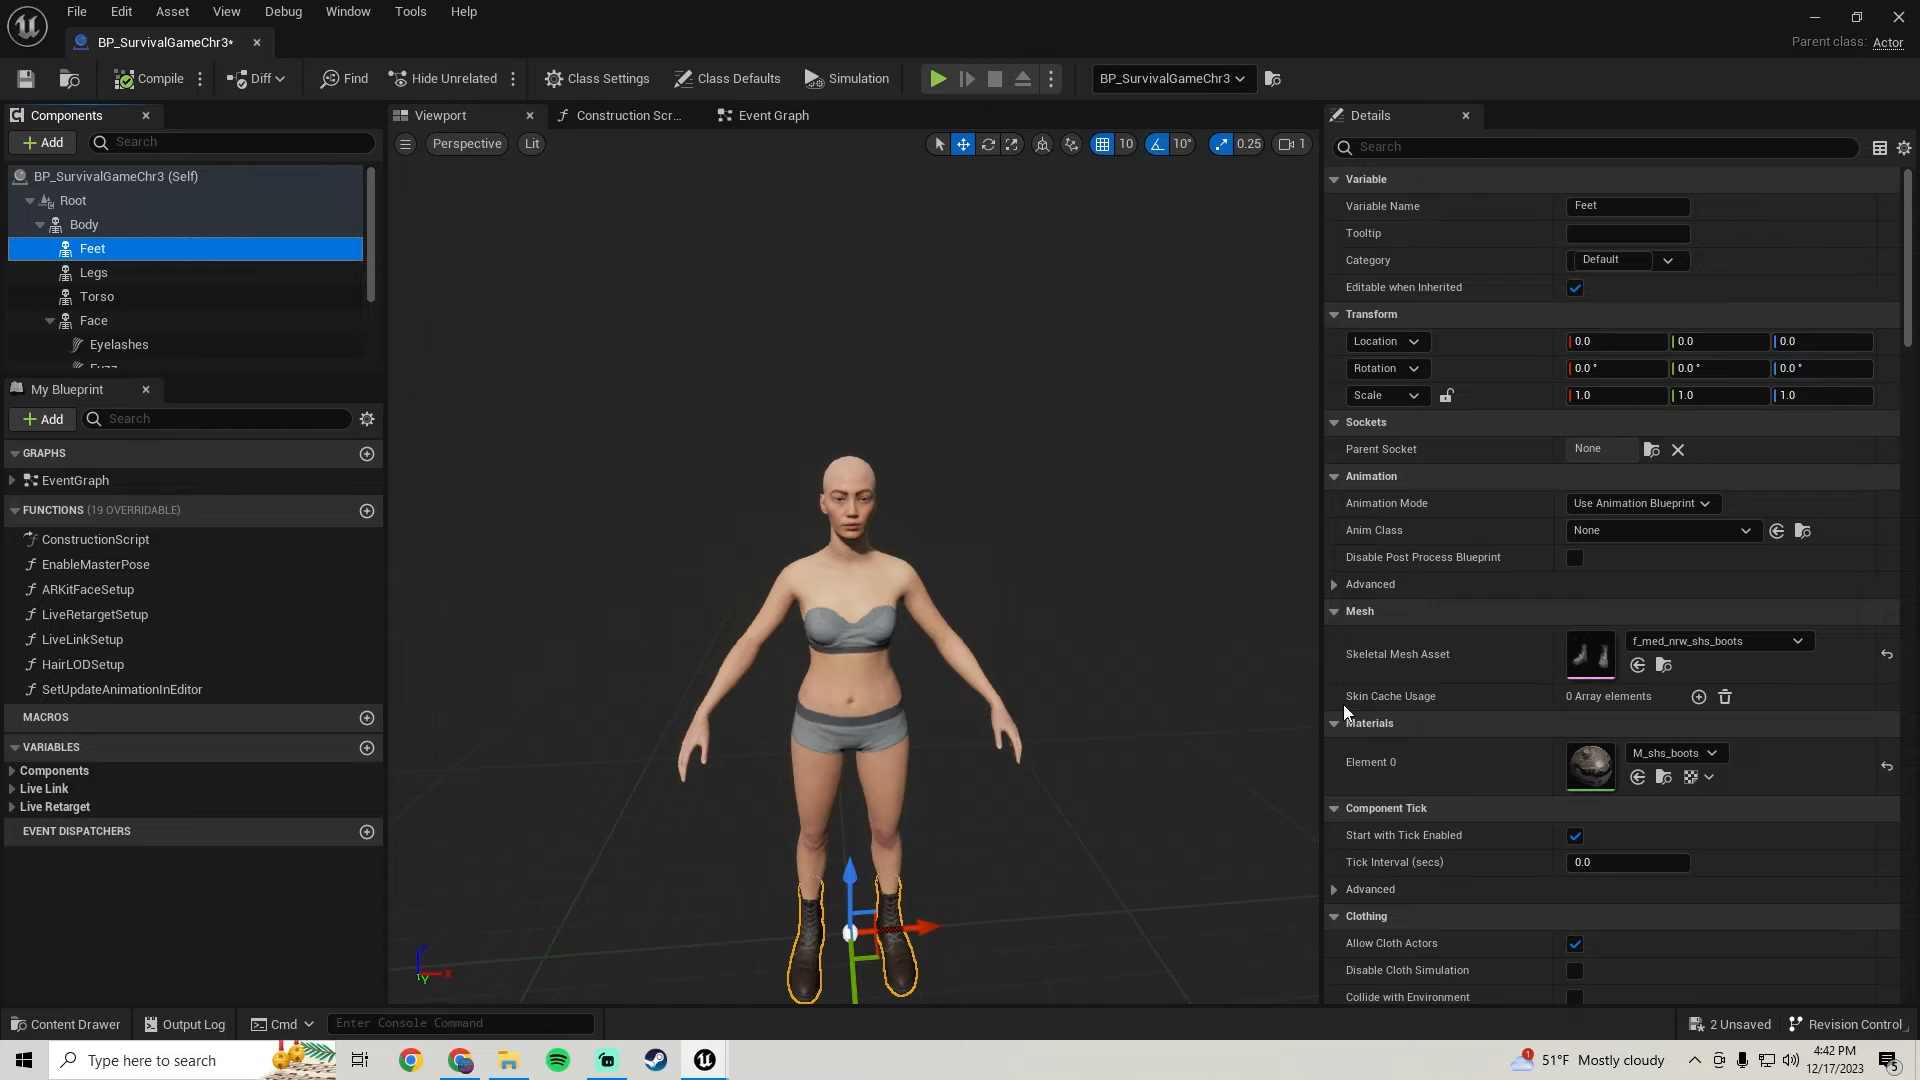 File Edit Asset View Debug Window Tools Help
BP_SurvivalGameChr3*
Parent class: Actor
Compile Diff Find Hide Unrelated Class Settings Class Defaults Simulation BP_SurvivalGameChr3
Components
Viewport Construction Scr... Event Graph
Details
Add Search
Perspective Lit 10 10° 0.25 1
Search
BP_SurvivalGameChr3 (Self)
Root
Body
Feet
Legs
Torso
Face
Eyelashes
My Blueprint
Add Search
GRAPHS
EventGraph
FUNCTIONS (19 OVERRIDABLE)
ConstructionScript
EnableMasterPose
ARKitFaceSetup
LiveRetargetSetup
LiveLinkSetup
HairLODSetup
SetUpdateAnimationInEditor
MACROS
VARIABLES
Components
Live Link
Live Retarget
EVENT DISPATCHERS
Z
X
Y
Variable
Variable Name Feet
Tooltip
Category Default
Editable when Inherited
Transform
Location 0.0 0.0 0.0
Rotation 0.0 ° 0.0 ° 0.0 °
Scale 1.0 1.0 1.0
Sockets
Parent Socket None
Animation
Animation Mode Use Animation Blueprint
Anim Class None
Disable Post Process Blueprint
Advanced
Mesh
Skeletal Mesh Asset f_med_nrw_shs_boots
Skin Cache Usage 0 Array elements
Materials
Element 0 M_shs_boots
Component Tick
Start with Tick Enabled
Tick Interval (secs) 0.0
Advanced
Clothing
Allow Cloth Actors
Disable Cloth Simulation
Collide with Environment
Content Drawer Output Log Cmd Enter Console Command 2 Unsaved Revision Control
Type here to search
1 51°F Mostly cloudy
4:42 PM
12/17/2023
5